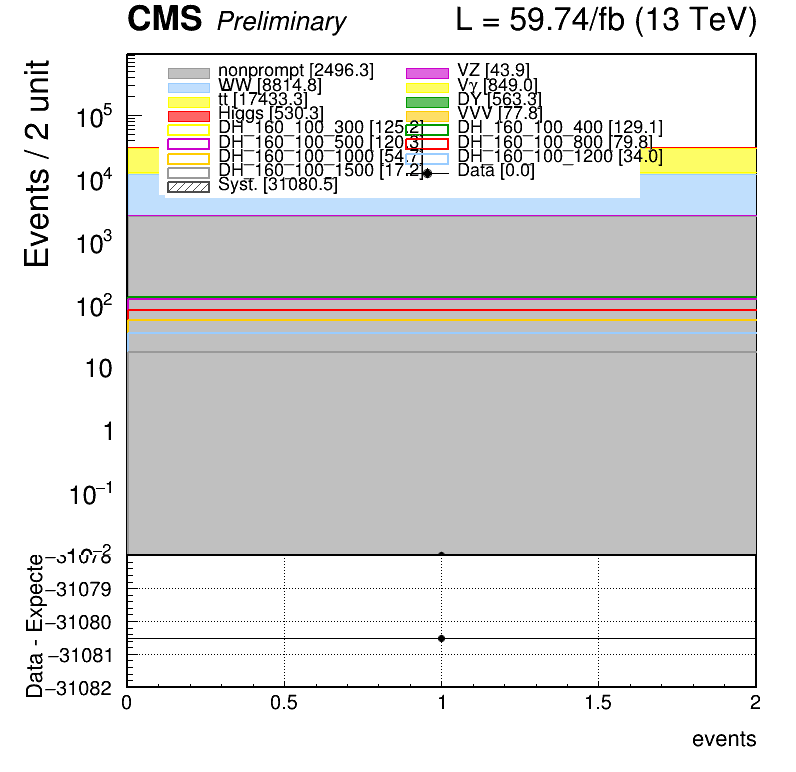 CMS Preliminary L = 59.74/fb (13 TeV)
Events / 2 unit
nonprompt [2496.3] VZ [43.9]
WW [8814.8] Vγ [849.0]
tt [17433.3] DY [563.3]
Higgs [530.3] VVV [77.8]
DH_160_100_300 [125.2] DH_160_100_400 [129.1]
DH_160_100_500 [120.3] DH_160_100_800 [79.8]
DH_160_100_1000 [54.7] DH_160_100_1200 [34.0]
DH_160_100_1500 [17.2] Data [0.0]
Syst. [31080.5]
10^5
10^4
10^3
10^2
10
1
10^−1
10^−2
Data - Expecte
−31078
−31079
−31080
−31081
−31082
0 0.5 1 1.5 2
events